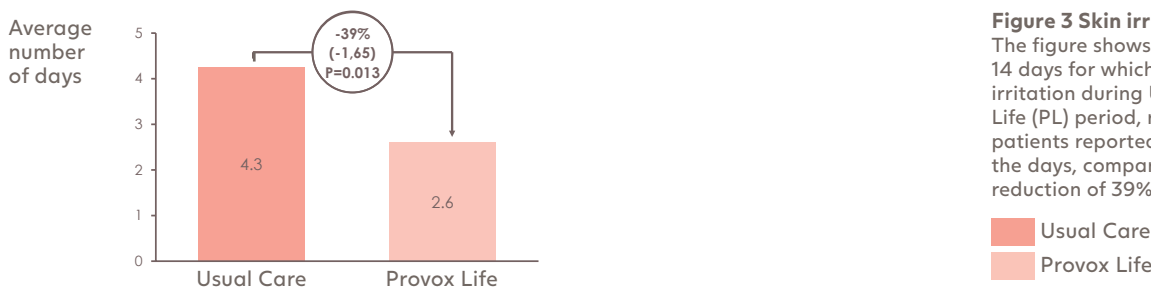 Average
number
of days
5
4
3
2
1
0
-39%
(-1,65)
P=0.013
4.3
2.6
Usual Care
Provox Life
Figure 3 Skin irr
The figure shows
14 days for which
irritation during
Life (PL) period,
patients reported
the days, compar
reduction of 39%
Usual Care
Provox Life